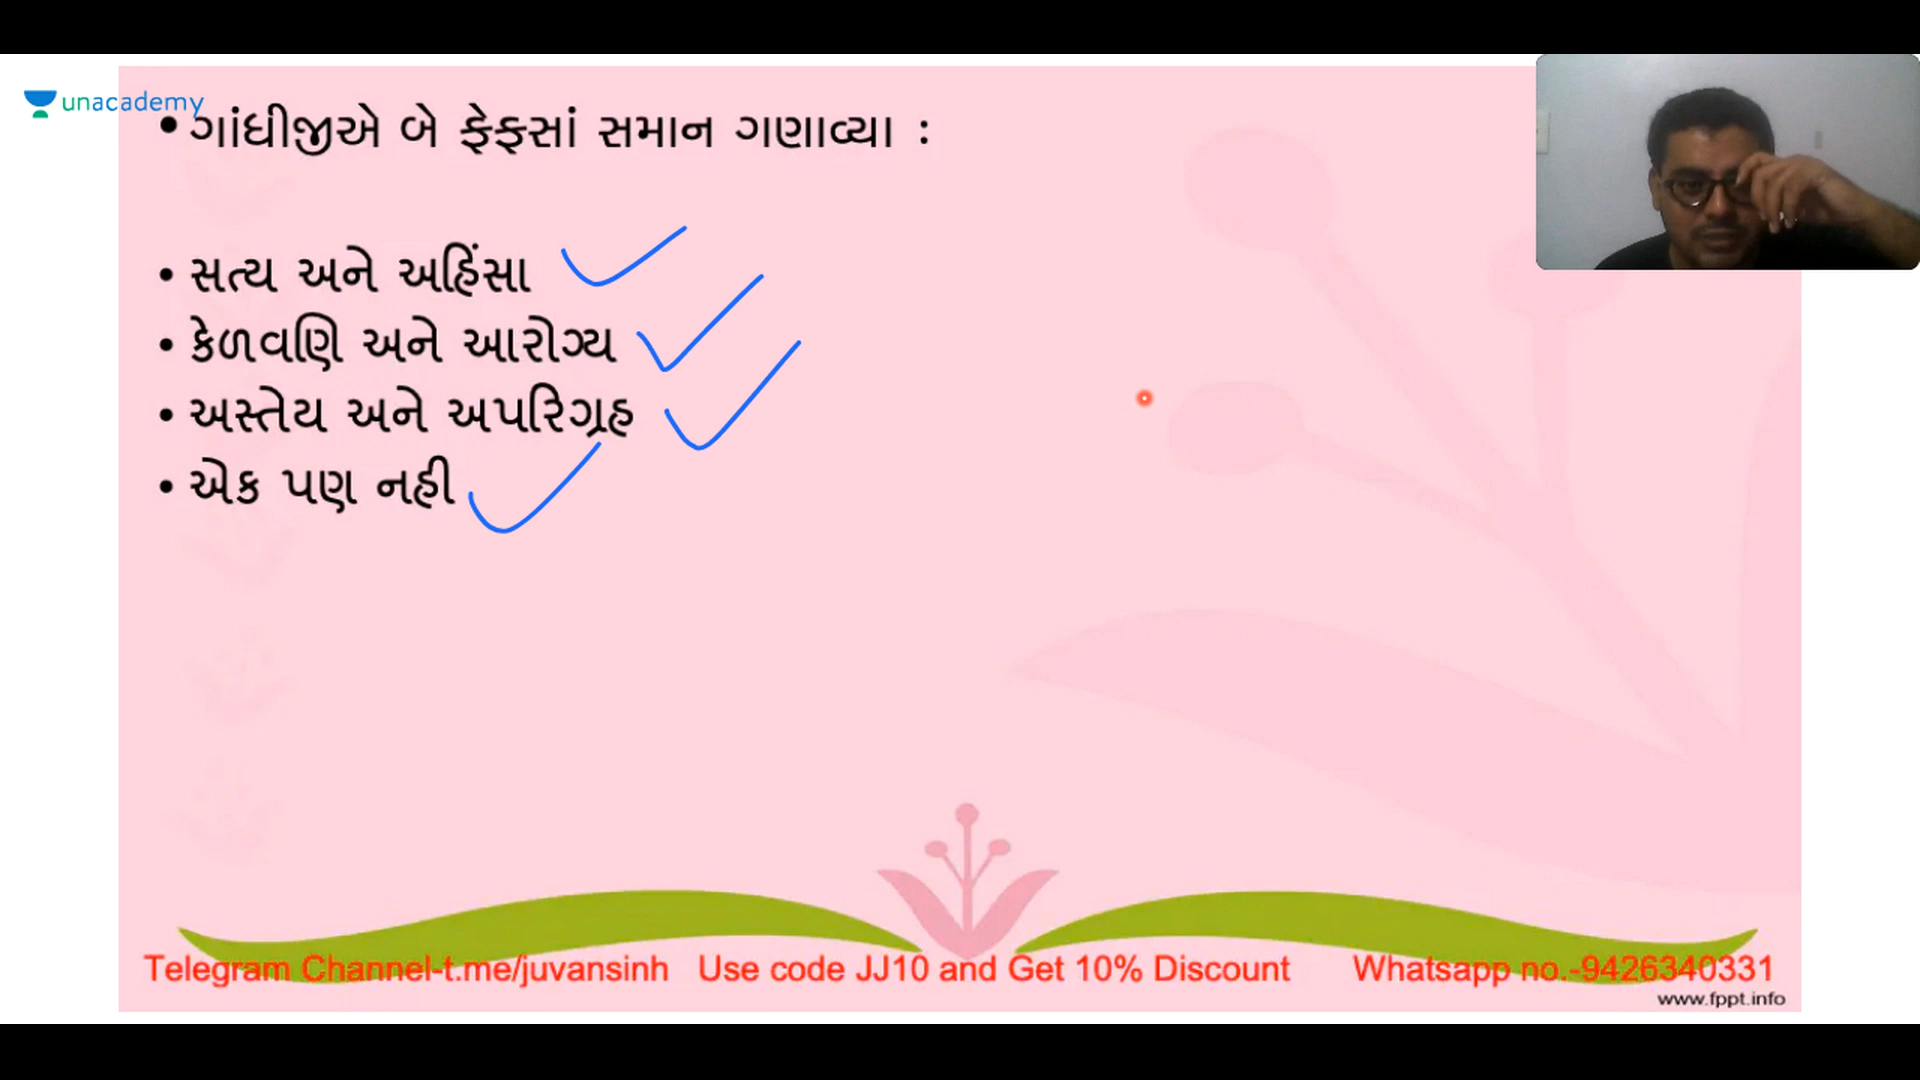 unacademy
• ગાંધીજીએ બે ફેફસાં સમાન ગણાવ્યા :
• સત્ય અને અહિંસા
• કેળવણિ અને આરોગ્ય
• અસ્તેય અને અપરિગ્રહ
• એક પણ નહી
Telegram Channel-t.me/juvansinh Use code JJ10 and Get 10% Discount Whatsapp no.-9426340331
www.fppt.info